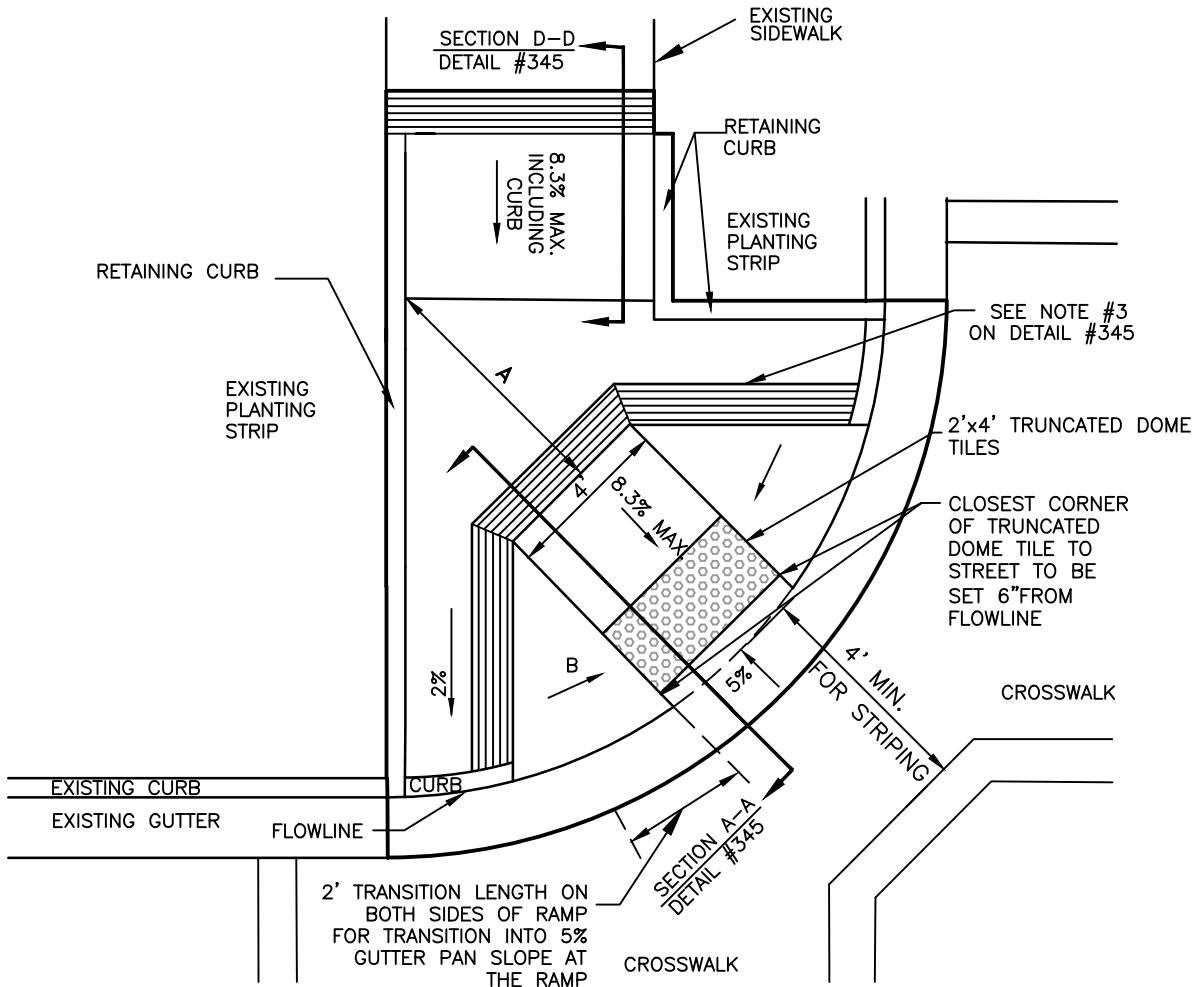 EXISTING
SIDEWALK
SECTION D-D
DETAIL #345
RETAINING
CURB
8.3% MAX.
INCLUDING
CURB
EXISTING
PLANTING
STRIP
RETAINING CURB
SEE NOTE #3
ON DETAIL #345
A
EXISTING
PLANTING
STRIP
2'x4' TRUNCATED DOME
TILES
4
8.3% MAX.
CLOSEST CORNER
OF TRUNCATED
DOME TILE TO
STREET TO BE
SET 6"FROM
FLOWLINE
2%
B
5%
4' MIN.
FOR STRIPING
CROSSWALK
EXISTING CURB
CURB
EXISTING GUTTER
FLOWLINE
SECTION A-A
DETAIL #345
2' TRANSITION LENGTH ON
BOTH SIDES OF RAMP
FOR TRANSITION INTO 5%
GUTTER PAN SLOPE AT
THE RAMP
CROSSWALK